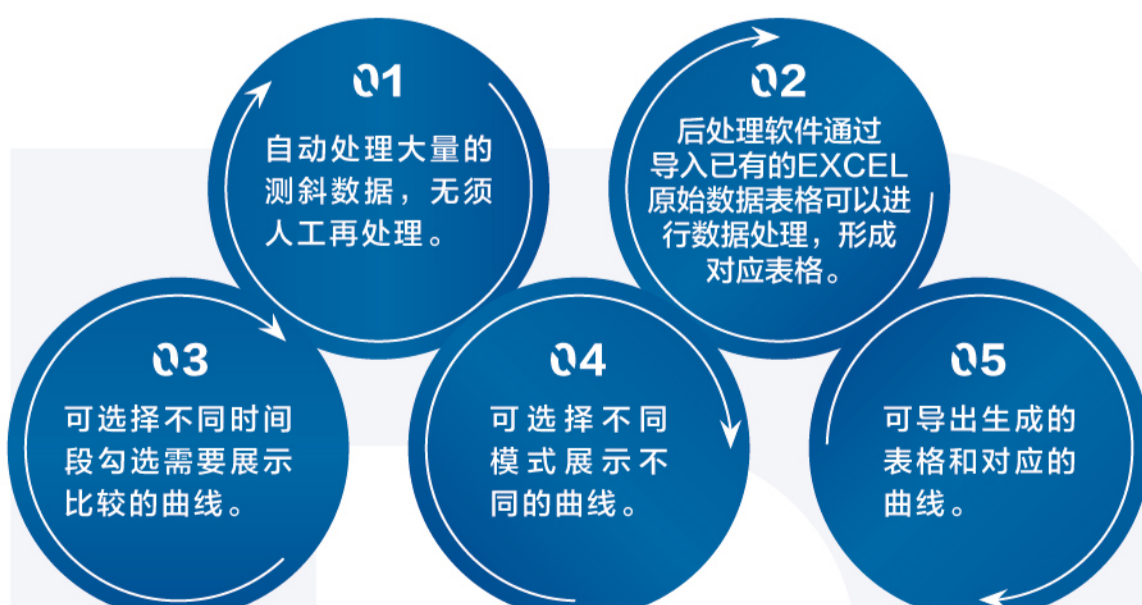 01
自动处理大量的
测斜数据，无须
人工再处理。
02
后处理软件通过
导入已有的EXCEL
原始数据表格可以进
行数据处理，形成
对应表格。
03
可选择不同时间
段勾选需要展示
比较的曲线。
04
可选择不同
模式展示不
同的曲线。
05
可导出生成的
表格和对应的
曲线。